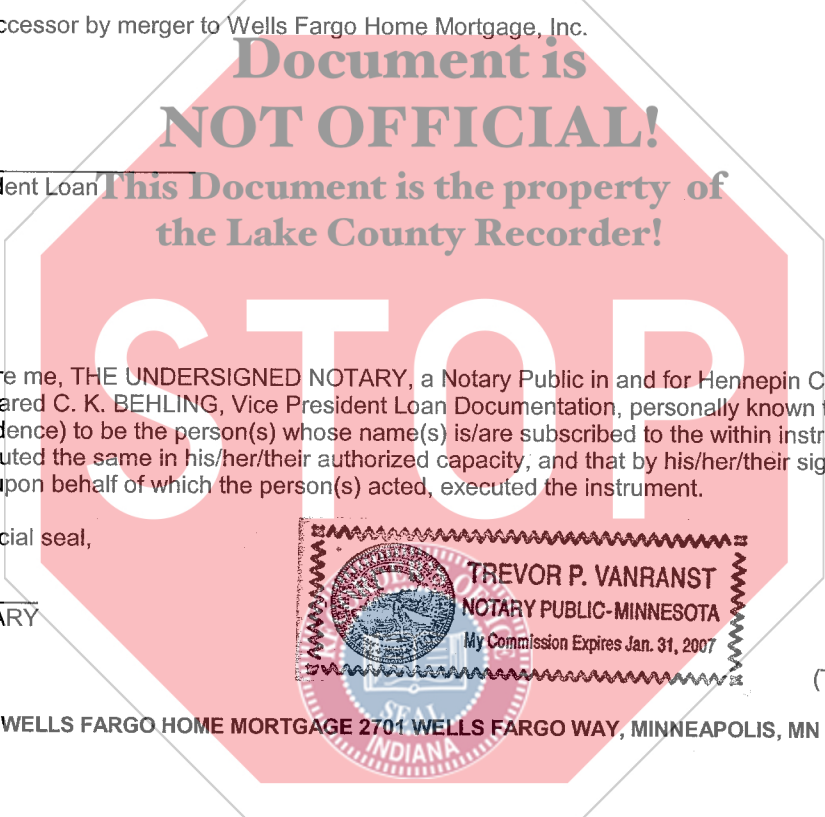 ccessor by merger to Wells Fargo Home Mortgage, Inc.
Document is
NOT OFFICIAL!
dent Loan
This Document is the property of
the Lake County Recorder!
STOP
re me, THE UNDERSIGNED NOTARY, a Notary Public in and for Hennepin C
ared C. K. BEHLING, Vice President Loan Documentation, personally known t
dence) to be the person(s) whose name(s) is/are subscribed to the within instr
uted the same in his/her/their authorized capacity, and that by his/her/their sig
upon behalf of which the person(s) acted, executed the instrument.
cial seal,
TREVOR P. VANRANST
NOTARY PUBLIC-MINNESOTA
My Commission Expires Jan. 31, 2007
ARY
SEAL
INDIANA
WELLS FARGO HOME MORTGAGE 2701 WELLS FARGO WAY, MINNEAPOLIS, MN